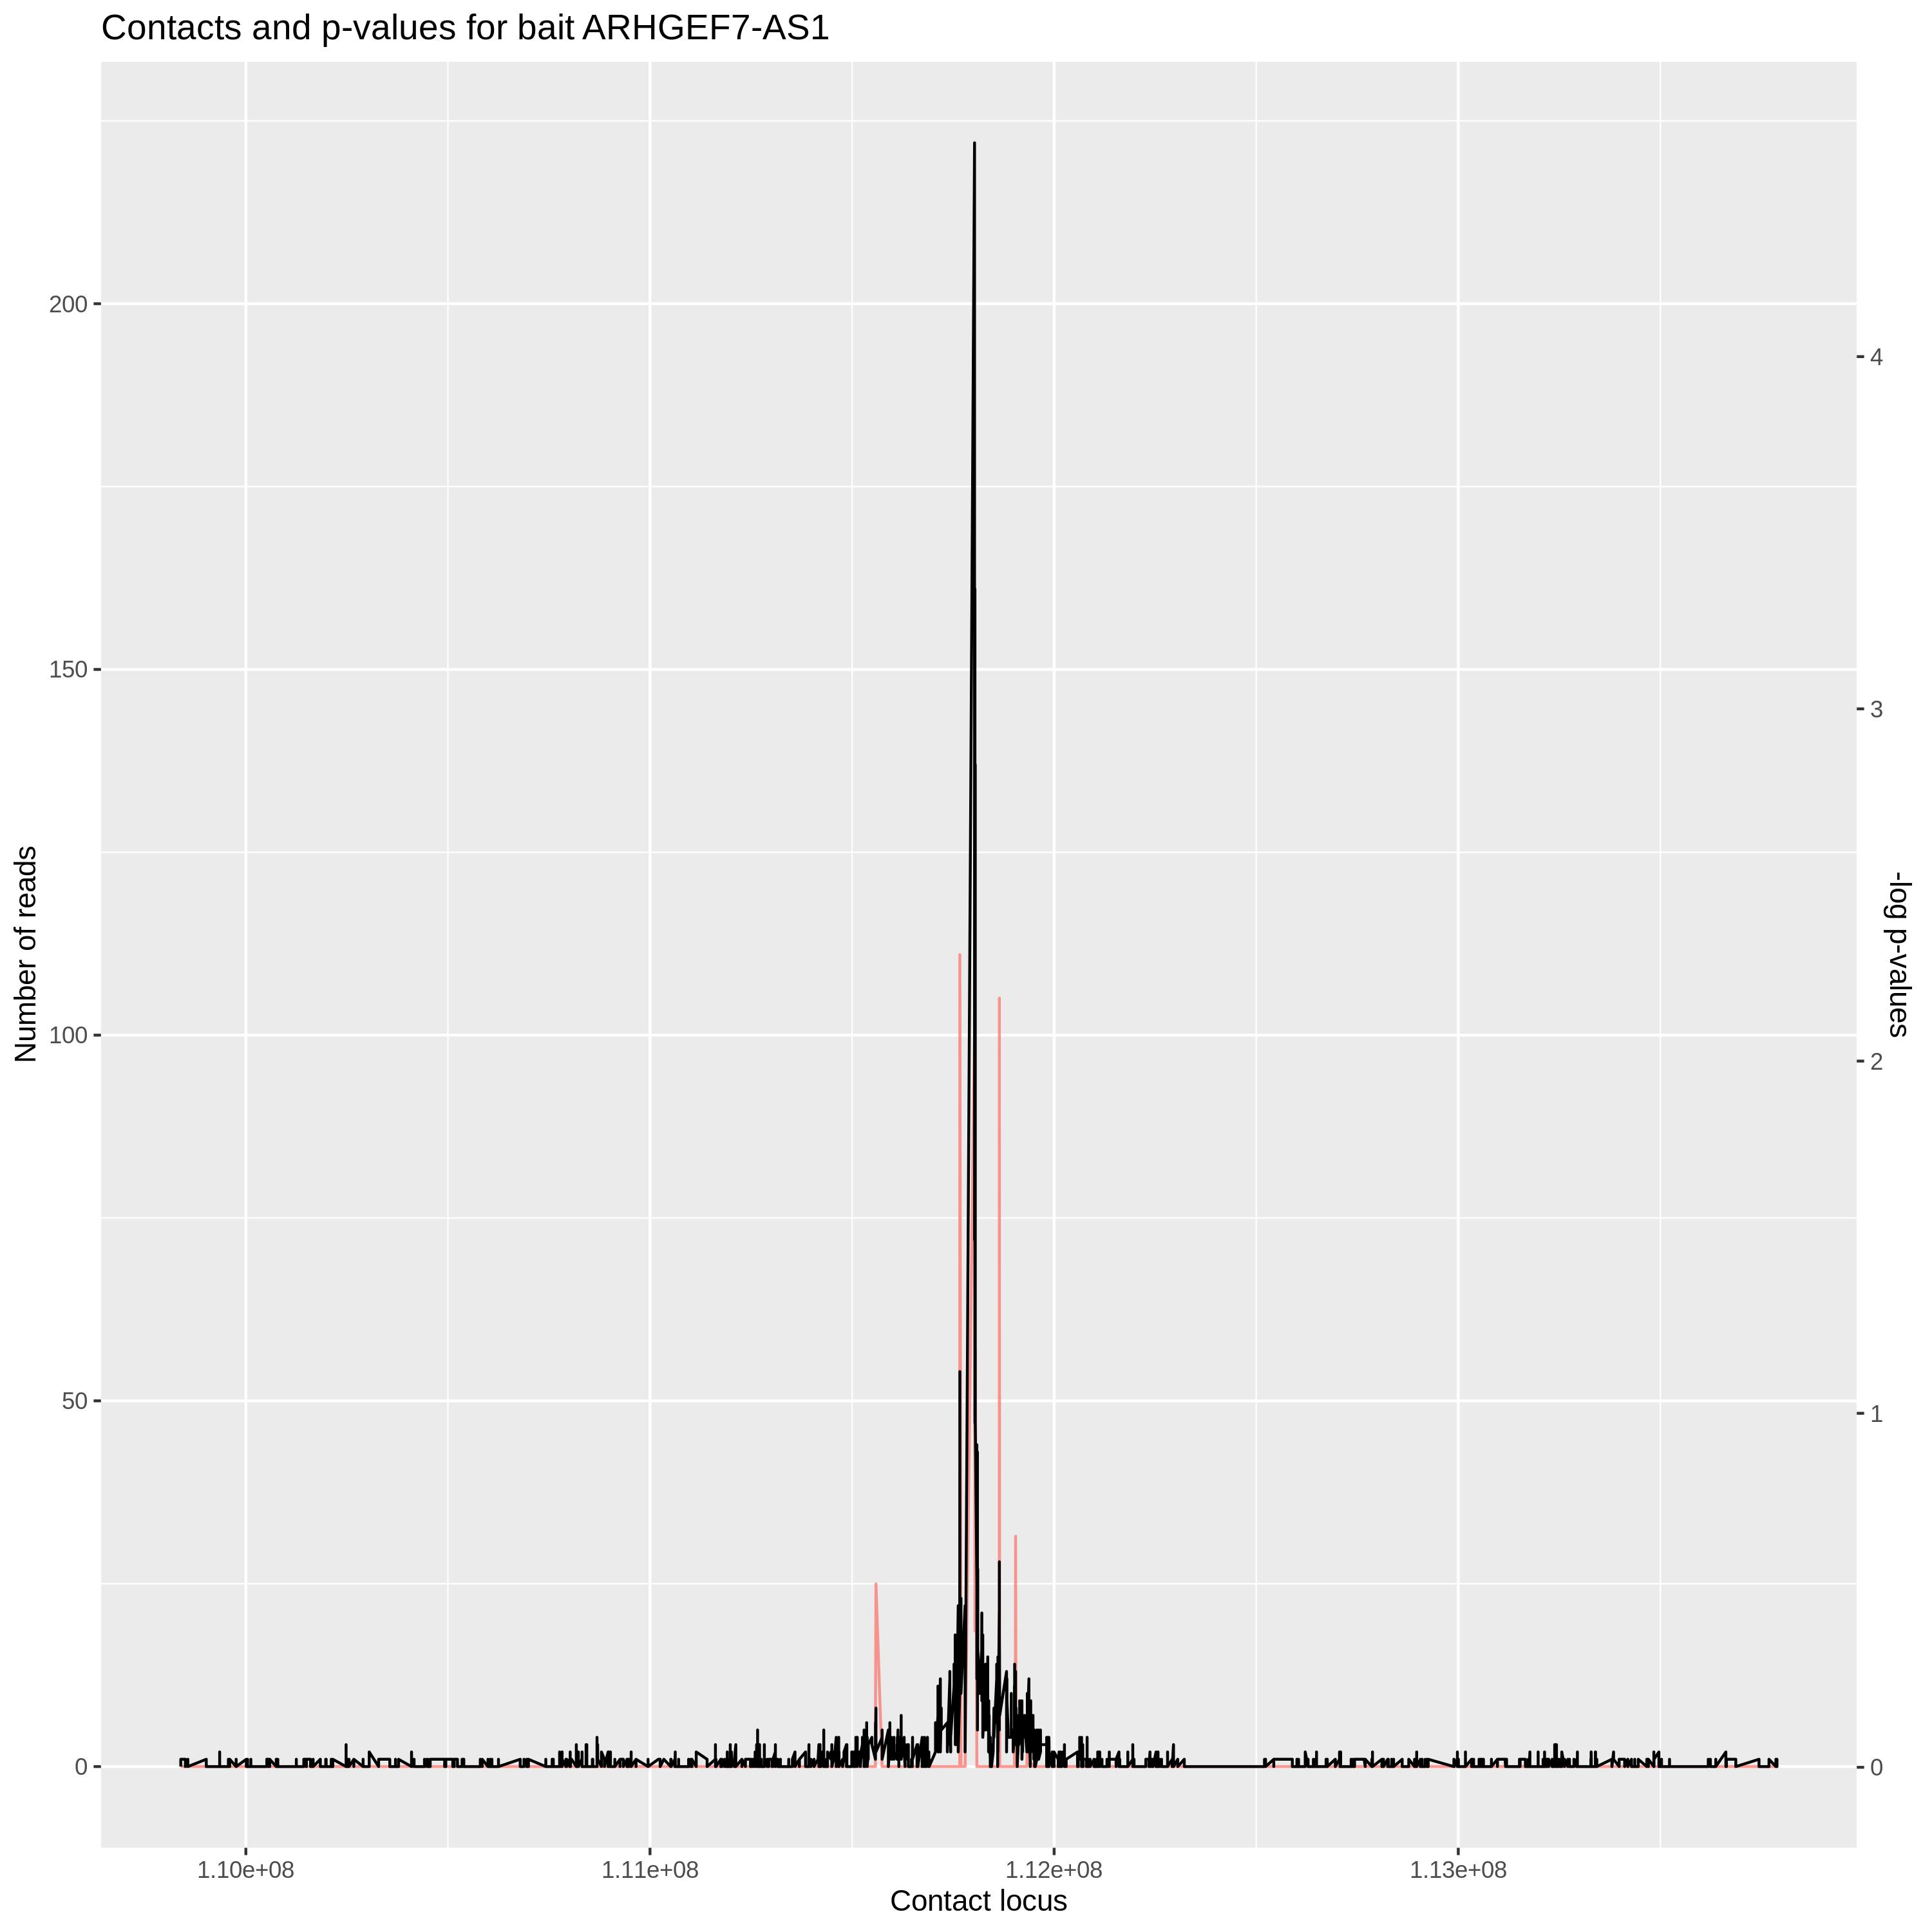 Contacts and p-values for bait ARHGEF7-AS1
200
150
100
50
0
Number of reads
4
3
2
1
0
-log p-values
1.10e+08
1.11e+08
1.12e+08
1.13e+08
Contact locus